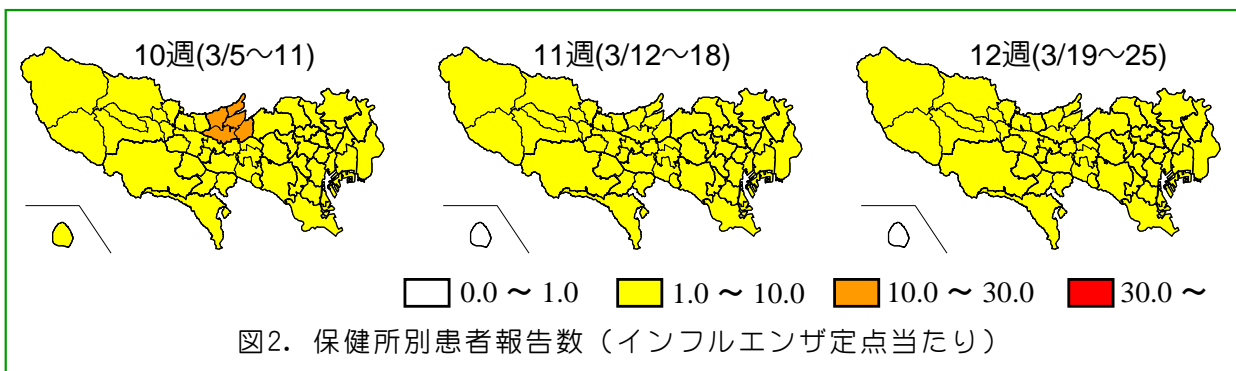 10週(3/5～11)
11週(3/12～18)
12週(3/19～25)
0.0 ～ 1.0
1.0 ～ 10.0
10.0 ～ 30.0
30.0 ～
図2. 保健所別患者報告数（インフルエンザ定点当たり）